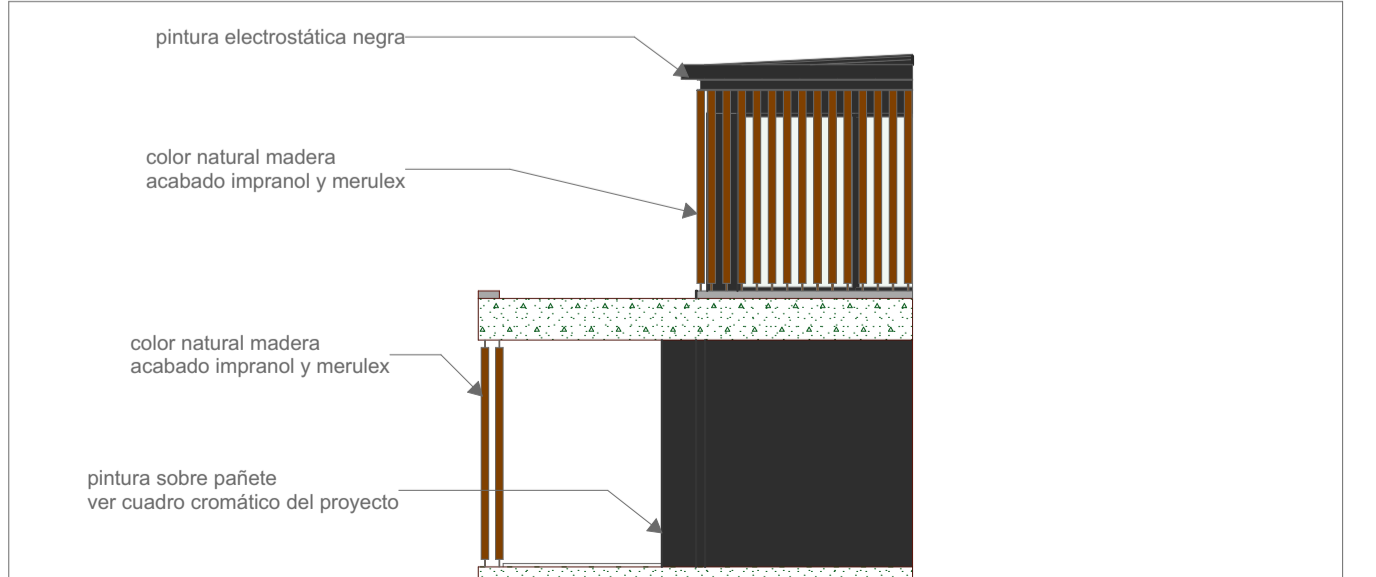 pintura electrostática negra
color natural madera
acabado impranol y merulex
color natural madera
acabado impranol y merulex
pintura sobre pañete
ver cuadro cromático del proyecto